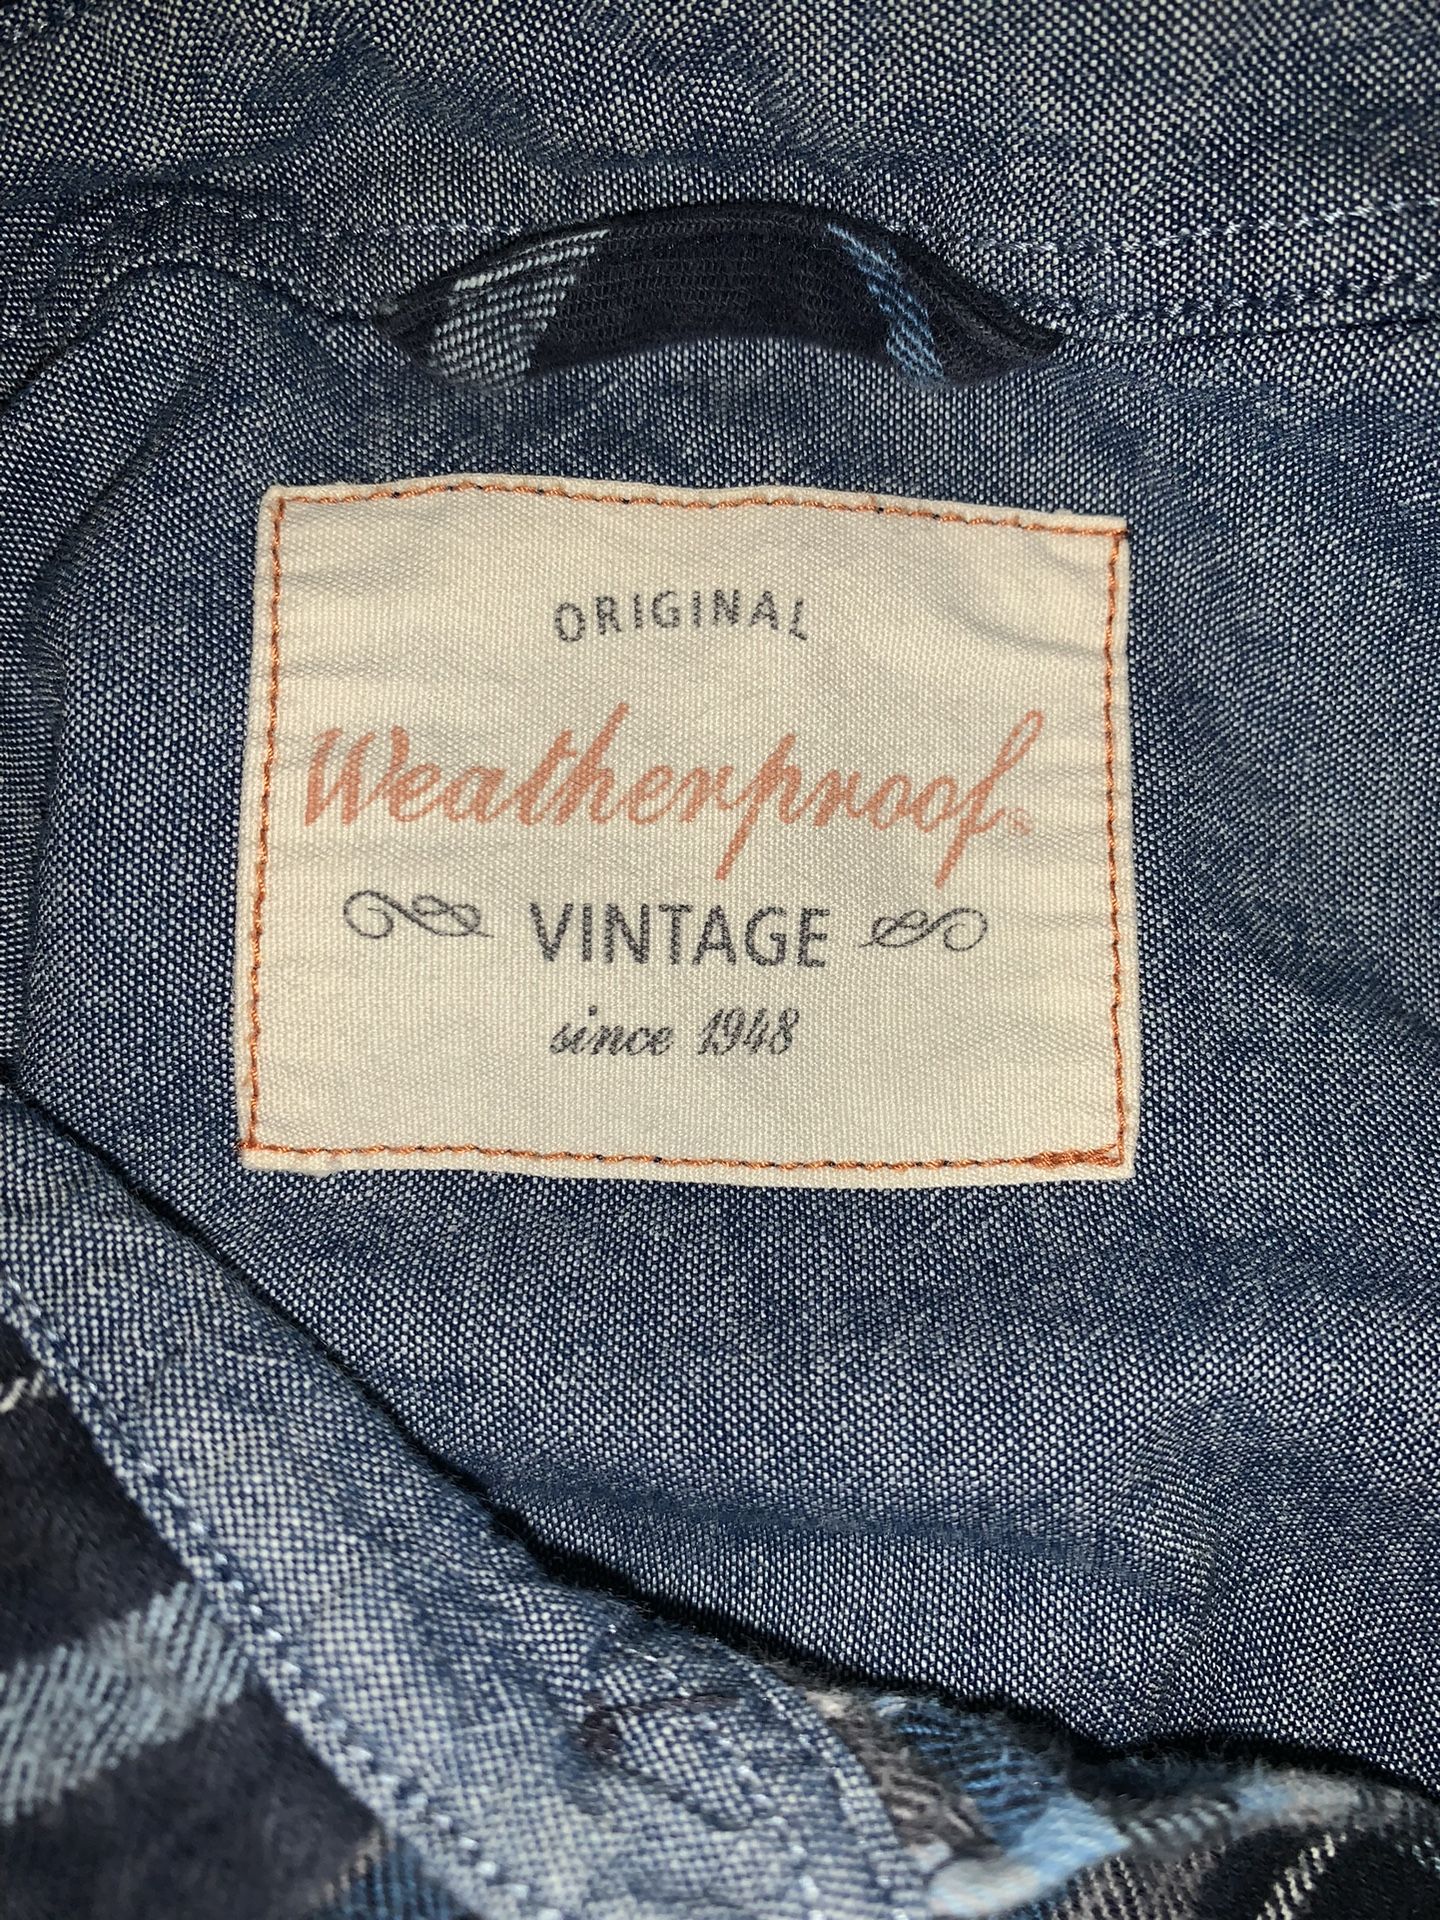 ORIGINAL
Weatherproof®
VINTAGE
since 1948